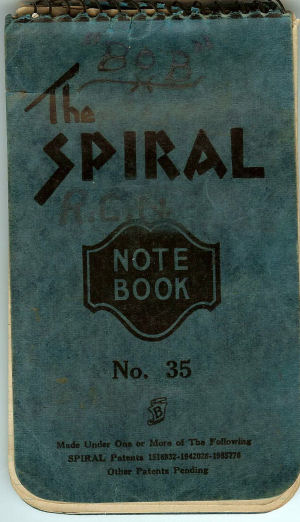 "808"
The
SPIRAL
NOTE
BOOK
No. 35
B
Made Under One or More of The Following
SPIRAL Patents 1516932-1942026-1985776
Other Patents Pending